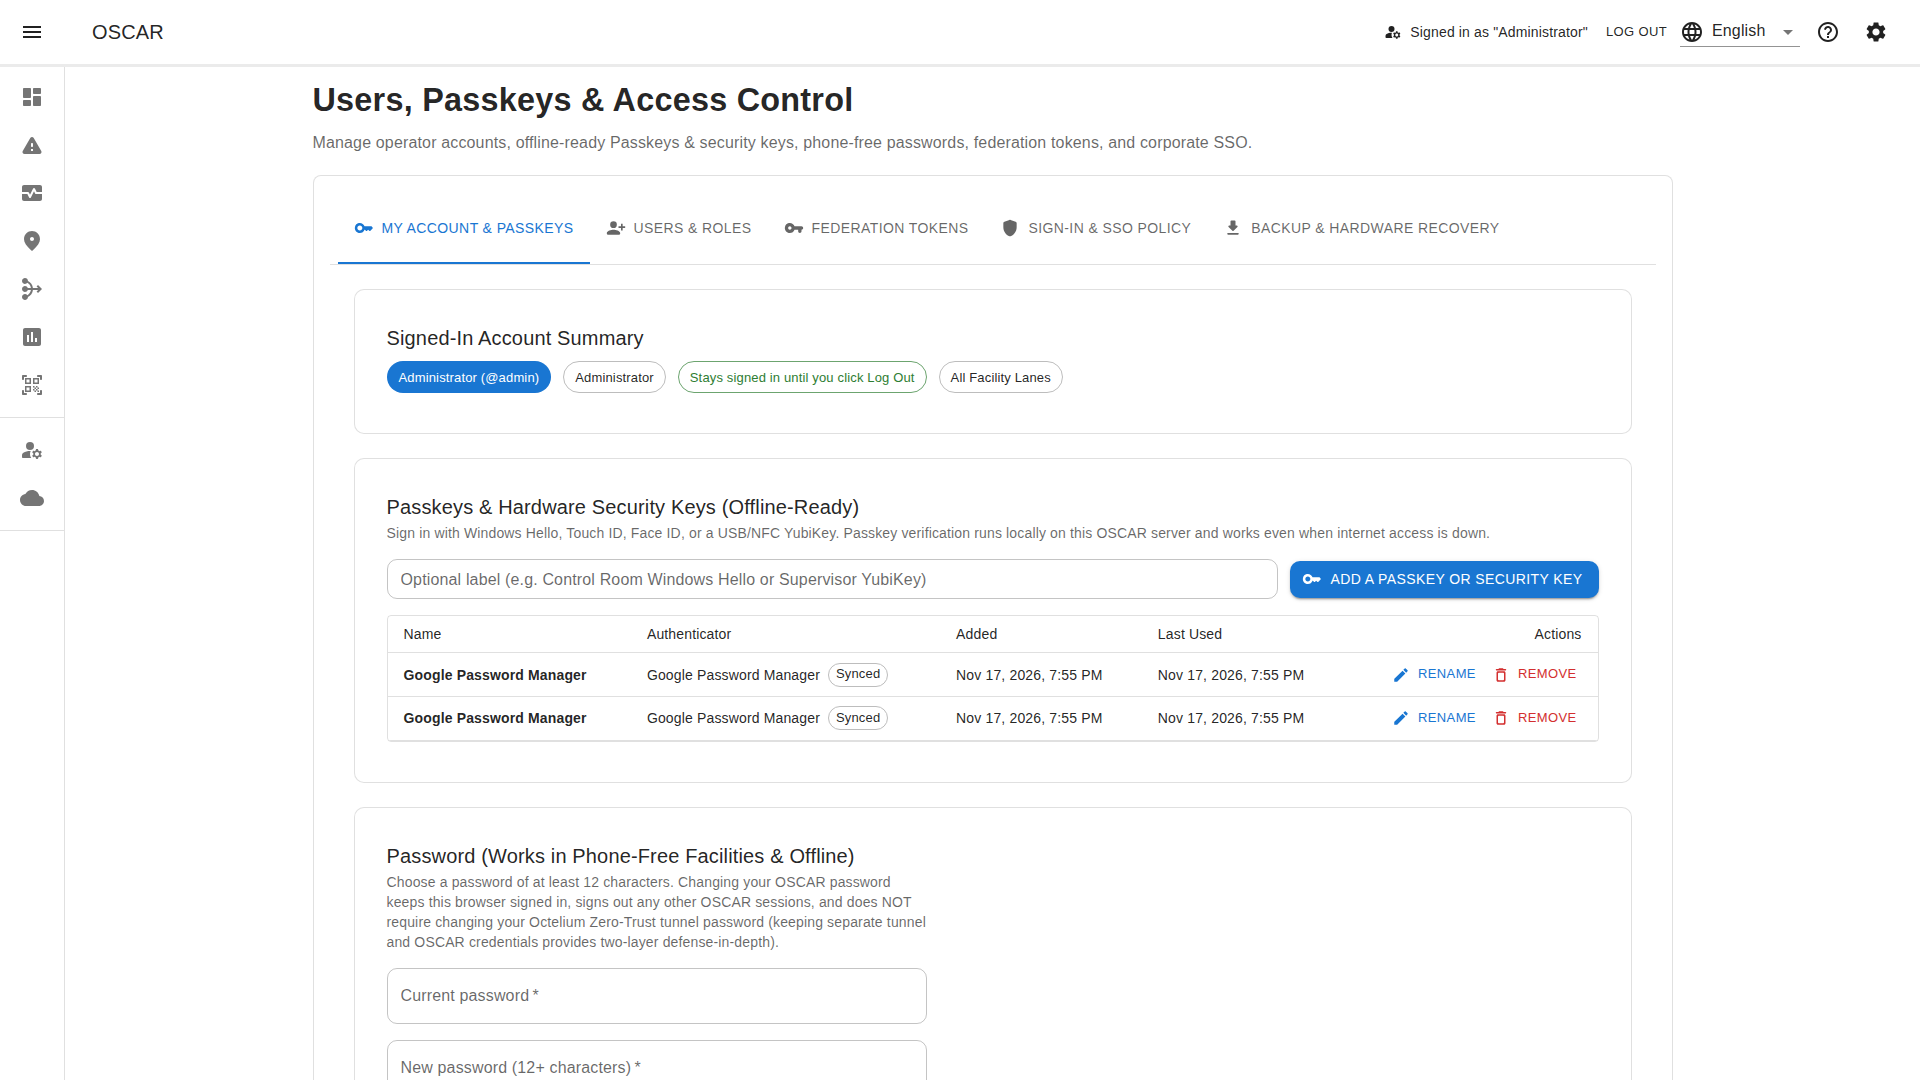 OSCAR
Signed in as "Administrator"
LOG OUT
English
Users, Passkeys & Access Control
Manage operator accounts, offline-ready Passkeys & security keys, phone-free passwords, federation tokens, and corporate SSO.
MY ACCOUNT & PASSKEYS
USERS & ROLES
FEDERATION TOKENS
SIGN-IN & SSO POLICY
BACKUP & HARDWARE RECOVERY
Signed-In Account Summary
Administrator (@admin)
Administrator
Stays signed in until you click Log Out
All Facility Lanes
Passkeys & Hardware Security Keys (Offline-Ready)
Sign in with Windows Hello, Touch ID, Face ID, or a USB/NFC YubiKey. Passkey verification runs locally on this OSCAR server and works even when internet access is down.
Optional label (e.g. Control Room Windows Hello or Supervisor YubiKey)
ADD A PASSKEY OR SECURITY KEY
Name Authenticator Added Last Used Actions
Google Password Manager Google Password Manager Synced Nov 17, 2026, 7:55 PM Nov 17, 2026, 7:55 PM RENAME REMOVE
Google Password Manager Google Password Manager Synced Nov 17, 2026, 7:55 PM Nov 17, 2026, 7:55 PM RENAME REMOVE
Password (Works in Phone-Free Facilities & Offline)
Choose a password of at least 12 characters. Changing your OSCAR password
keeps this browser signed in, signs out any other OSCAR sessions, and does NOT
require changing your Octelium Zero-Trust tunnel password (keeping separate tunnel
and OSCAR credentials provides two-layer defense-in-depth).
Current password *
New password (12+ characters) *